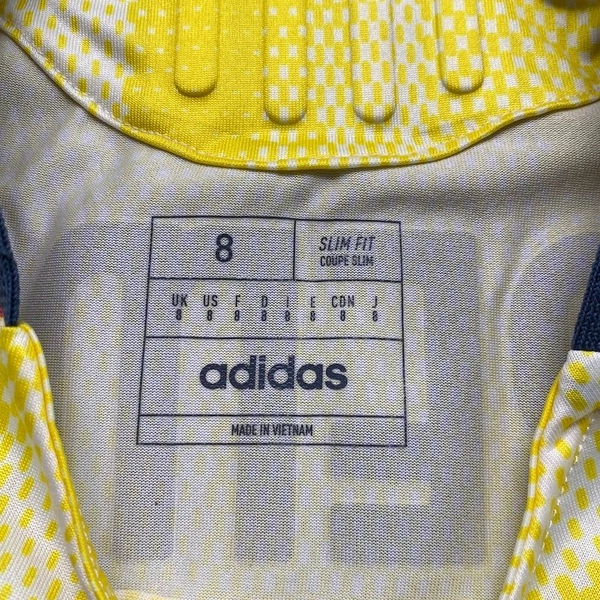 8
SLIM FIT
COUPE SLIM
UK US F D I E CDN J
8 8 8 8 8 8 8 8
adidas
MADE IN VIETNAM